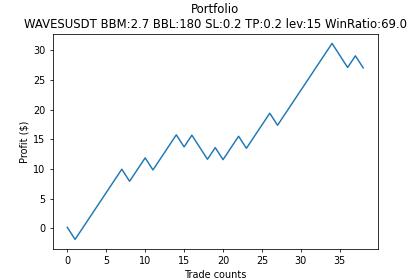 Portfolio
WAVESUSDT BBM:2.7 BBL:180 SL:0.2 TP:0.2 lev:15 WinRatio:69.0
30
25
20
15
10
5
0
Profit ($)
0 5 10 15 20 25 30 35
Trade counts